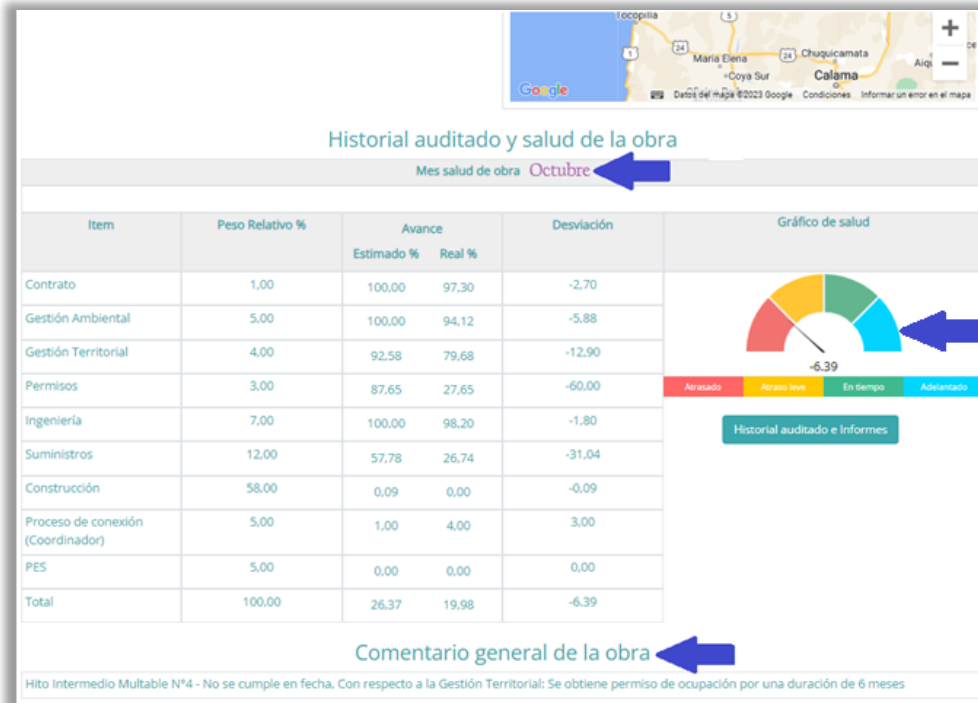 Tocopilla
5
1
24
Maria Elena
24
Chuquicamata
Coya Sur
Calama
Google
Datos del mapa ©2023 Google Condiciones Informar un error en el mapa
+
−
Historial auditado y salud de la obra
Mes salud de obra Octubre
Item Peso Relativo % Avance Desviación Gráfico de salud
Estimado % Real %
Contrato 1,00 100,00 97,30 -2,70
Gestión Ambiental 5,00 100,00 94,12 -5,88
Gestión Territorial 4,00 92,58 79,68 -12,90
-6.39
Permisos 3,00 87,65 27,65 -60,00
Atrasado Atraso leve En tiempo Adelantado
Ingeniería 7,00 100,00 98,20 -1,80
Historial auditado e Informes
Suministros 12,00 57,78 26,74 -31,04
Construcción 58,00 0,09 0,00 -0,09
Proceso de conexión
(Coordinador) 5,00 1,00 4,00 3,00
PES 5,00 0,00 0,00 0,00
Total 100,00 26,37 19,98 -6.39
Comentario general de la obra
Hito Intermedio Multable N°4 - No se cumple en fecha, Con respecto a la Gestión Territorial: Se obtiene permiso de ocupación por una duración de 6 meses